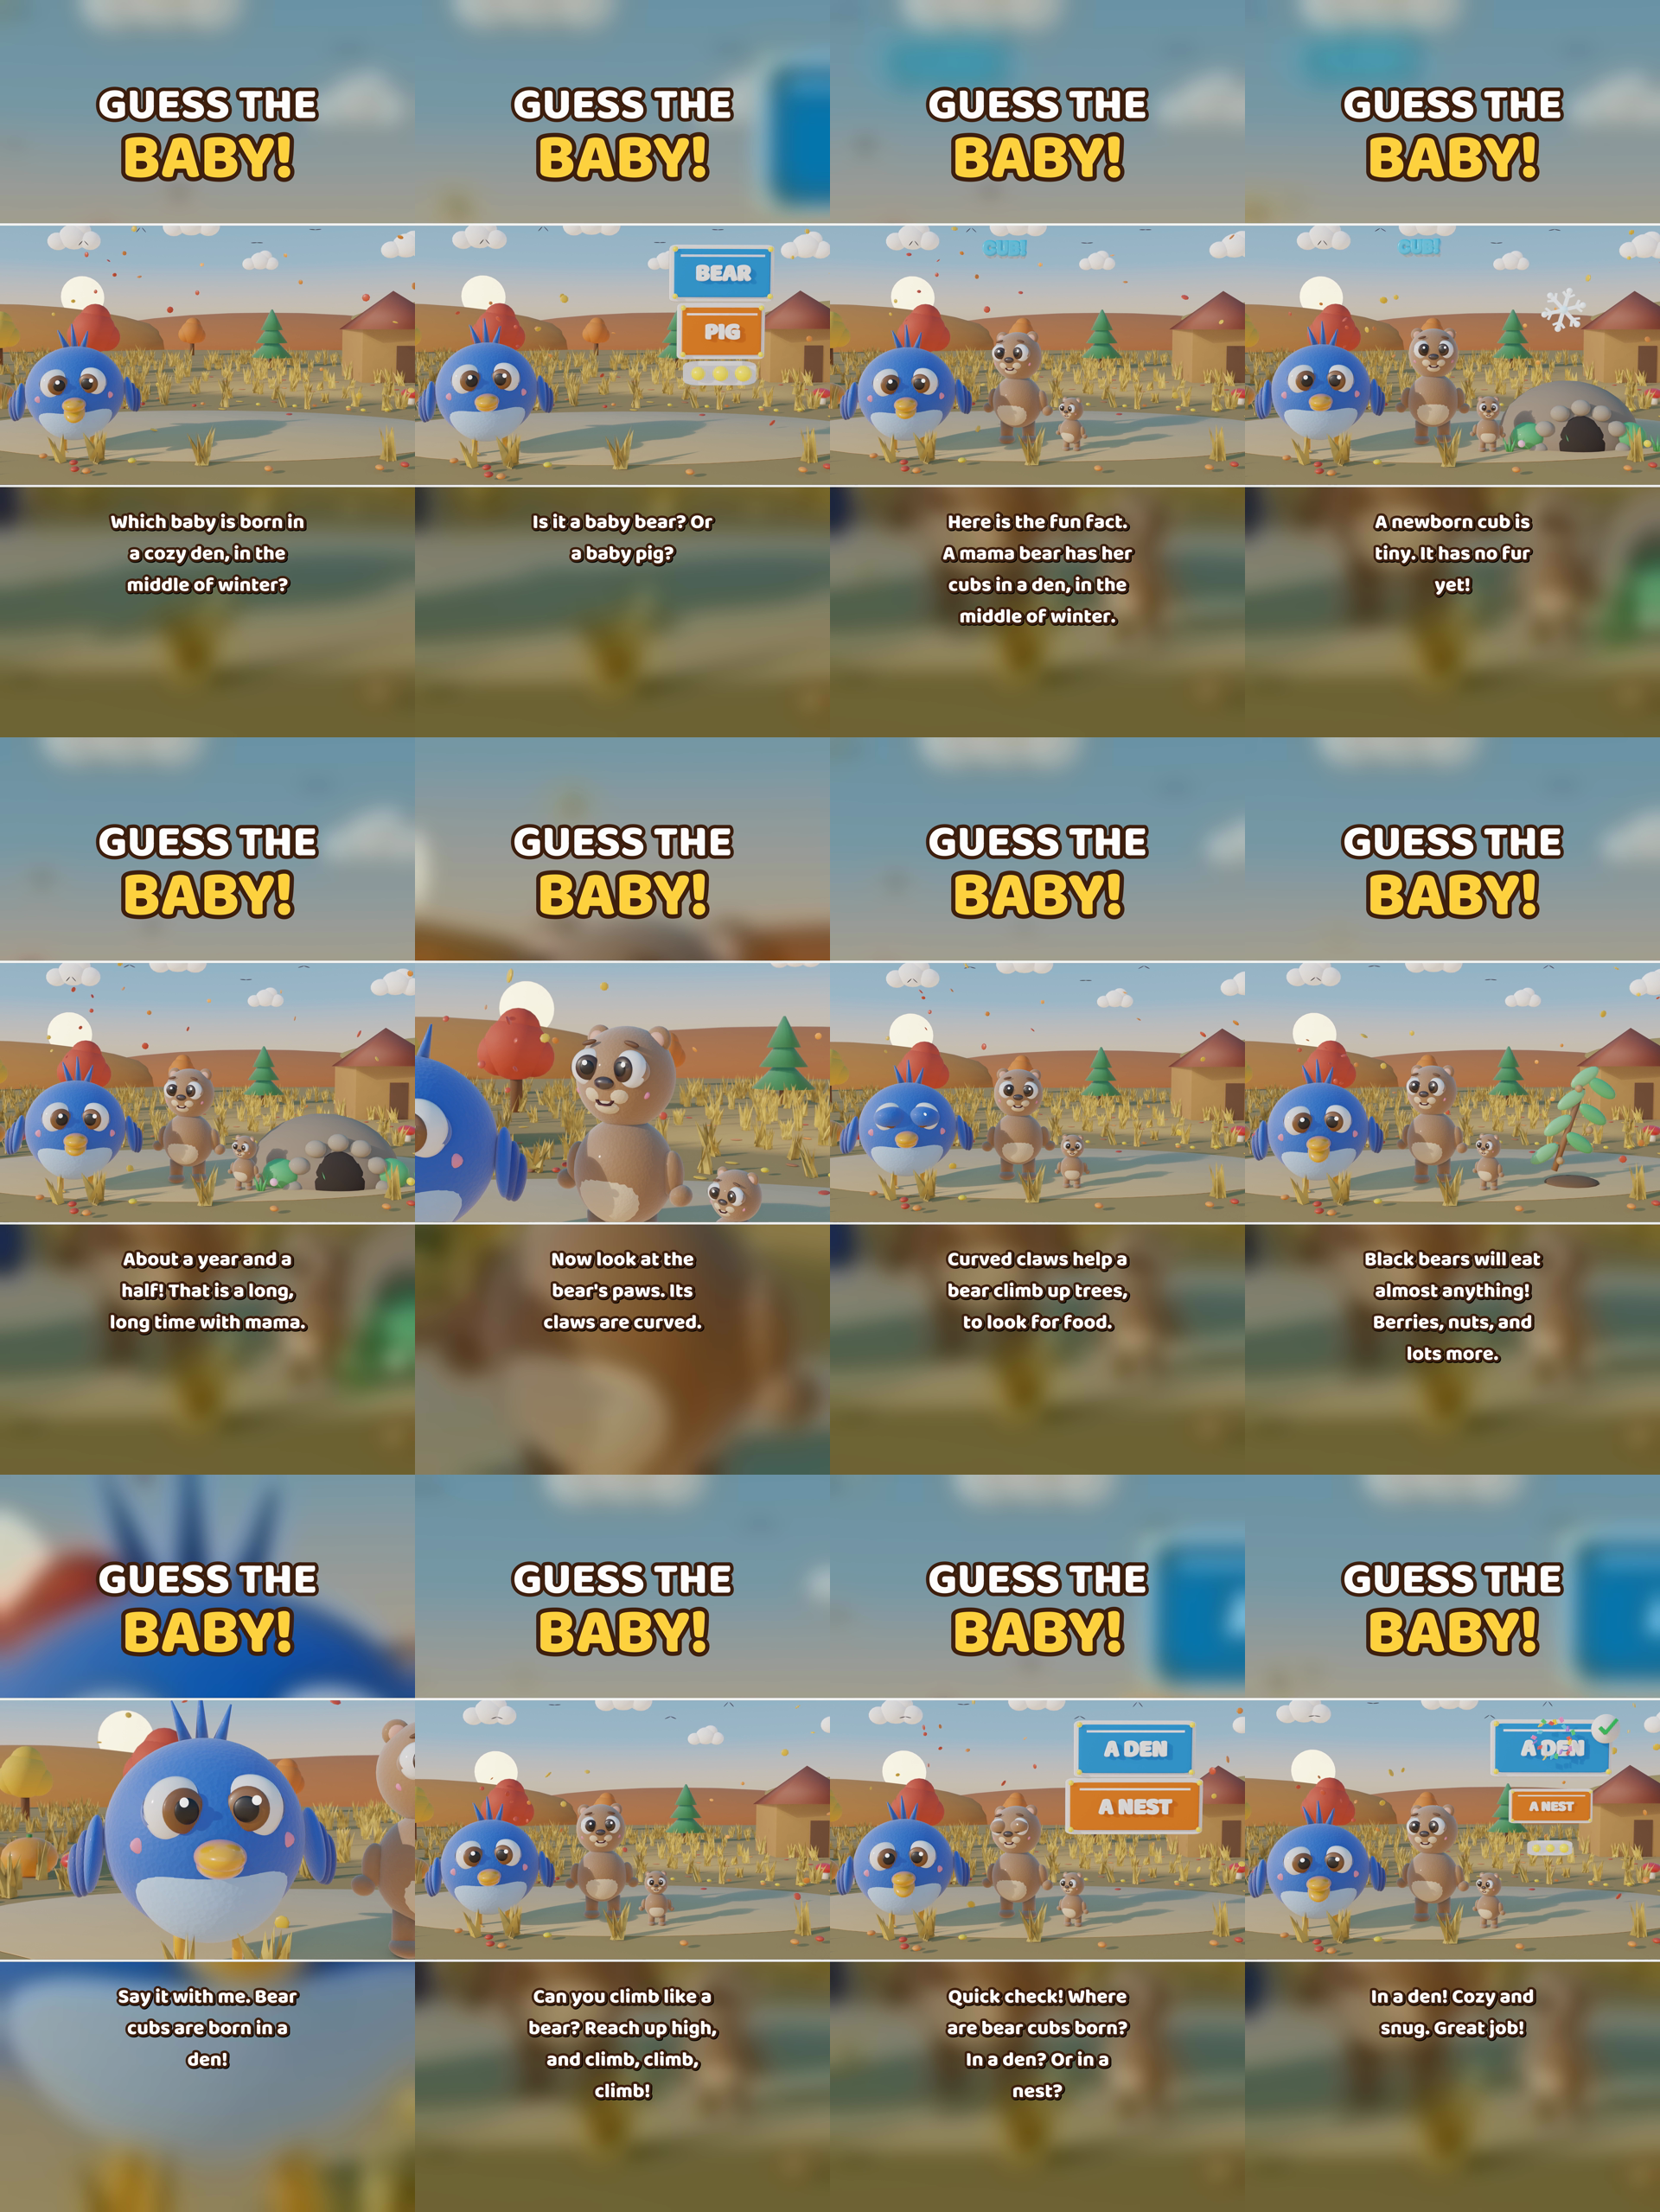 GUESS THE
BABY!
BEAR
PIG
Which baby is born in
a cozy den, in the
middle of winter?
GUESS THE
BABY!
Is it a baby bear? Or
a baby pig?
GUESS THE
BABY!
CUB!
Here is the fun fact.
A mama bear has her
cubs in a den, in the
middle of winter.
GUESS THE
BABY!
CUB!
A newborn cub is
tiny. It has no fur
yet!
GUESS THE
BABY!
About a year and a
half! That is a long,
long time with mama.
GUESS THE
BABY!
Now look at the
bear's paws. Its
claws are curved.
GUESS THE
BABY!
Curved claws help a
bear climb up trees,
to look for food.
GUESS THE
BABY!
Black bears will eat
almost anything!
Berries, nuts, and
lots more.
GUESS THE
BABY!
Say it with me. Bear
cubs are born in a
den!
GUESS THE
BABY!
Can you climb like a
bear? Reach up high,
and climb, climb,
climb!
GUESS THE
BABY!
A DEN
A NEST
Quick check! Where
are bear cubs born?
In a den? Or in a
nest?
GUESS THE
BABY!
A DEN
A NEST
In a den! Cozy and
snug. Great job!